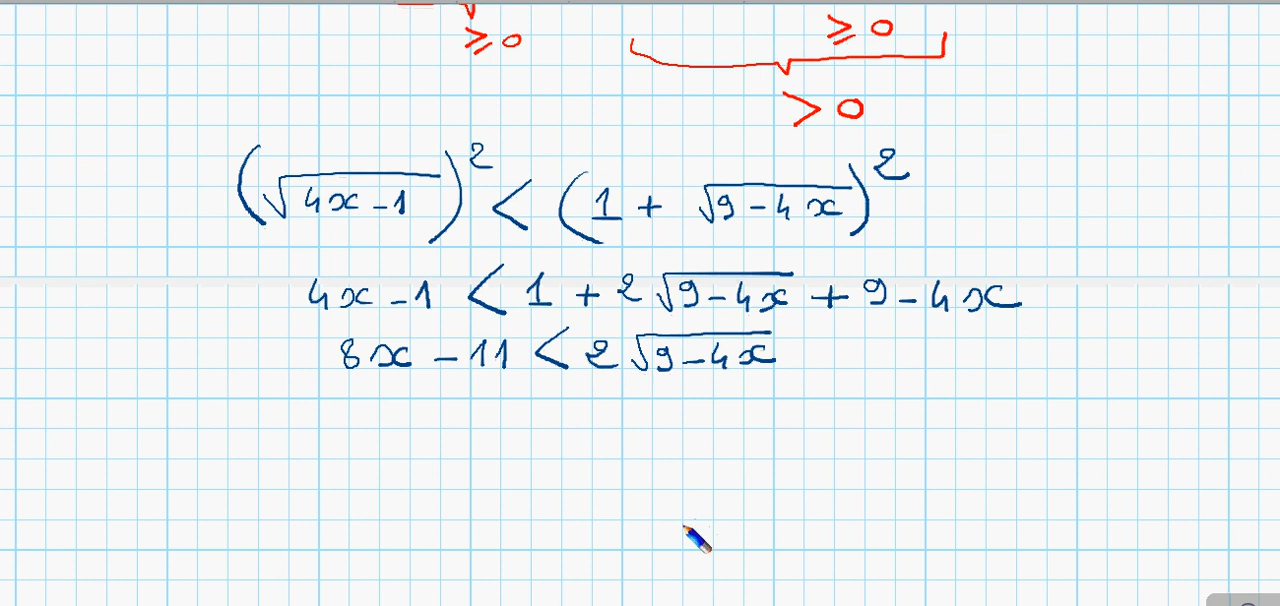 ≥ 0 ≥ 0
> 0
(√(4x - 1))² < (1 + √(9 - 4x))²
4x - 1 < 1 + 2 √(9 - 4x) + 9 - 4x
8x - 11 < 2 √(9 - 4x)